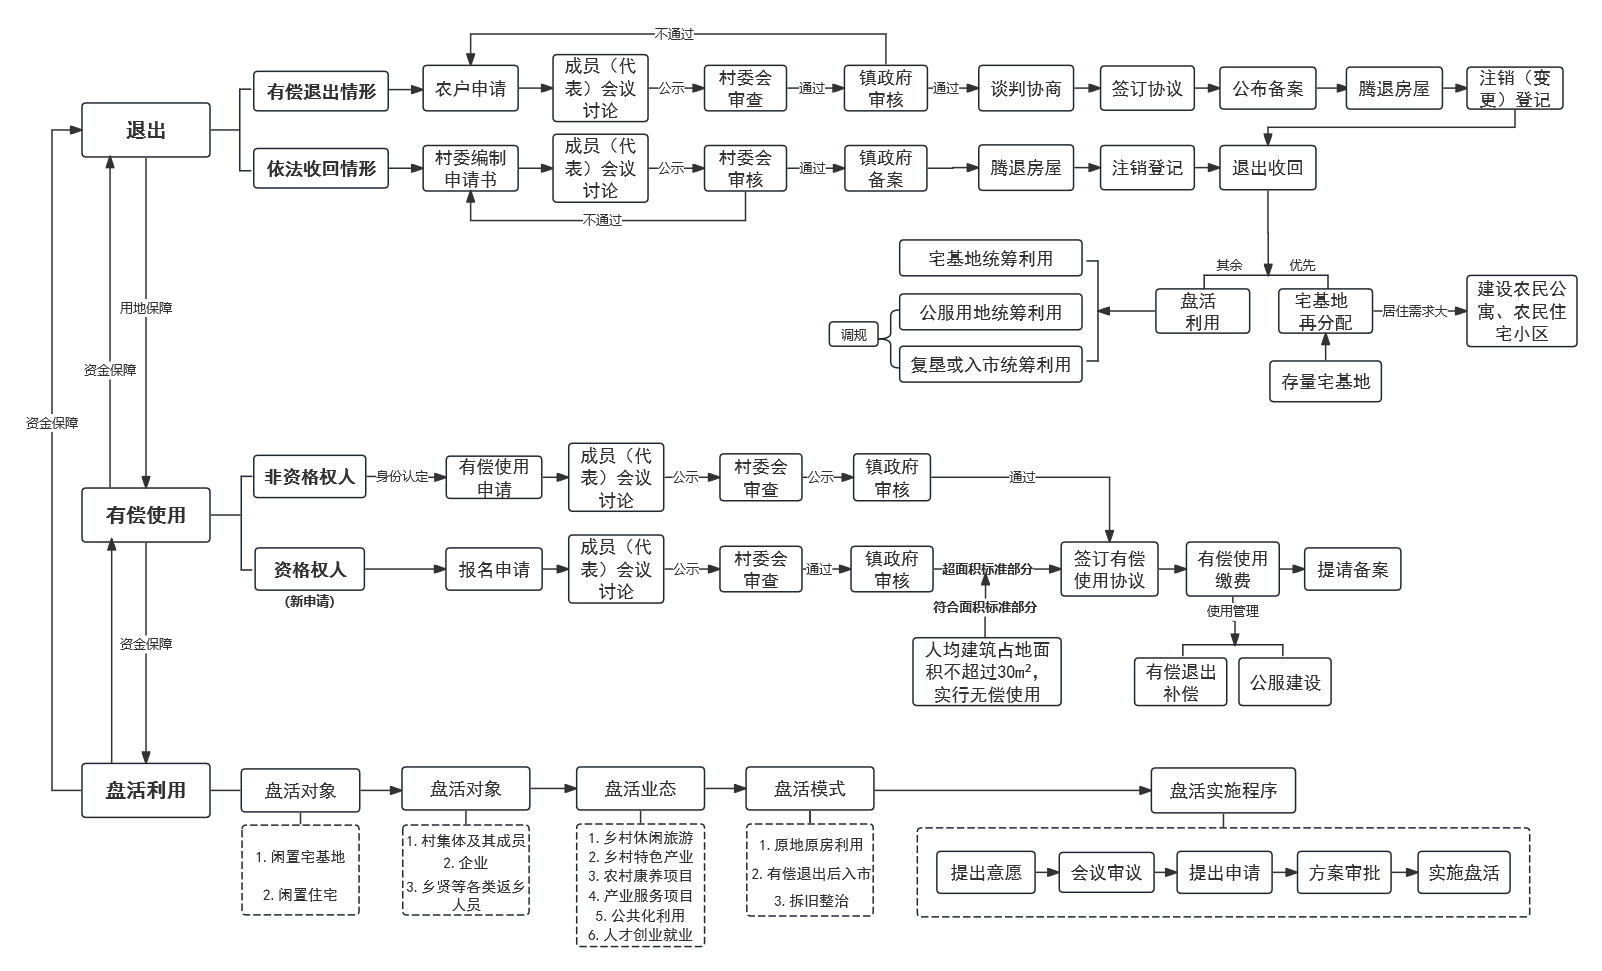 不通过
有偿退出情形
农户申请
成员（代
表）会议
讨论
公示
村委会
审查
通过
镇政府
审核
通过
谈判协商
签订协议
公布备案
腾退房屋
注销（变
更）登记
退出
依法收回情形
村委编制
申请书
成员（代
表）会议
讨论
公示
村委会
审核
通过
镇政府
备案
腾退房屋
注销登记
退出收回
不通过
其余
优先
宅基地统筹利用
公服用地统筹利用
复垦或入市统筹利用
调规
盘活
利用
宅基地
再分配
居住需求大
建设农民公
寓、农民住
宅小区
存量宅基地
用地保障
资金保障
资金保障
非资格权人
身份认定
有偿使用
申请
成员（代
表）会议
讨论
公示
村委会
审查
公示
镇政府
审核
通过
有偿使用
资格权人
(新申请)
报名申请
成员（代
表）会议
讨论
公示
村委会
审查
通过
镇政府
审核
超面积标准部分
符合面积标准部分
人均建筑占地面
积不超过30m²，
实行无偿使用
签订有偿
使用协议
有偿使用
缴费
提请备案
使用管理
有偿退出
补偿
公服建设
资金保障
盘活利用
盘活对象
1. 闲置宅基地
2. 闲置住宅
盘活对象
1. 村集体及其成员
2. 企业
3. 乡贤等各类返乡
人员
盘活业态
1. 乡村休闲旅游
2. 乡村特色产业
3. 农村康养项目
4. 产业服务项目
5. 公共化利用
6. 人才创业就业
盘活模式
1. 原地原房利用
2. 有偿退出后入市
3. 拆旧整治
盘活实施程序
提出意愿
会议审议
提出申请
方案审批
实施盘活